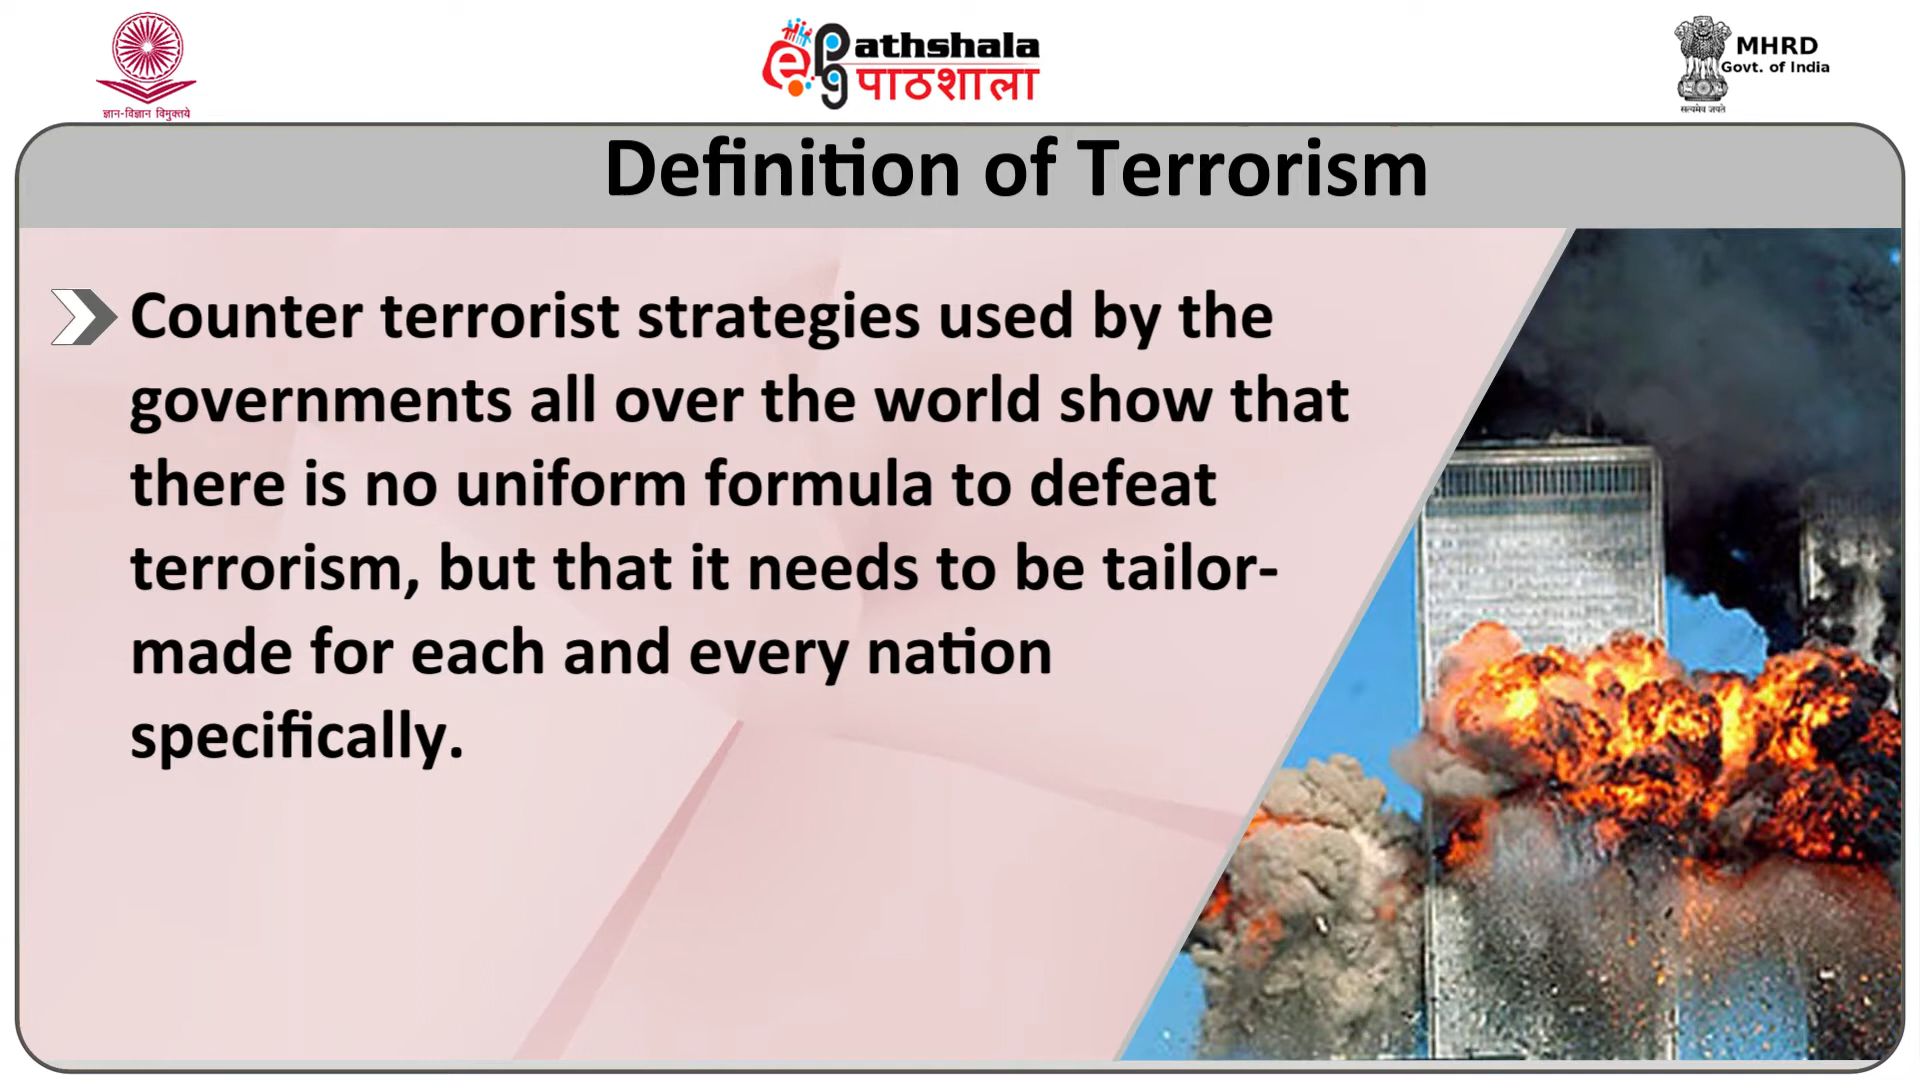 ज्ञान-विज्ञान विमुक्तये
ePathshala
पाठशाला
MHRD
Govt. of India
सत्यमेव जयते
Definition of Terrorism
Counter terrorist strategies used by the
governments all over the world show that
there is no uniform formula to defeat
terrorism, but that it needs to be tailor-
made for each and every nation
specifically.